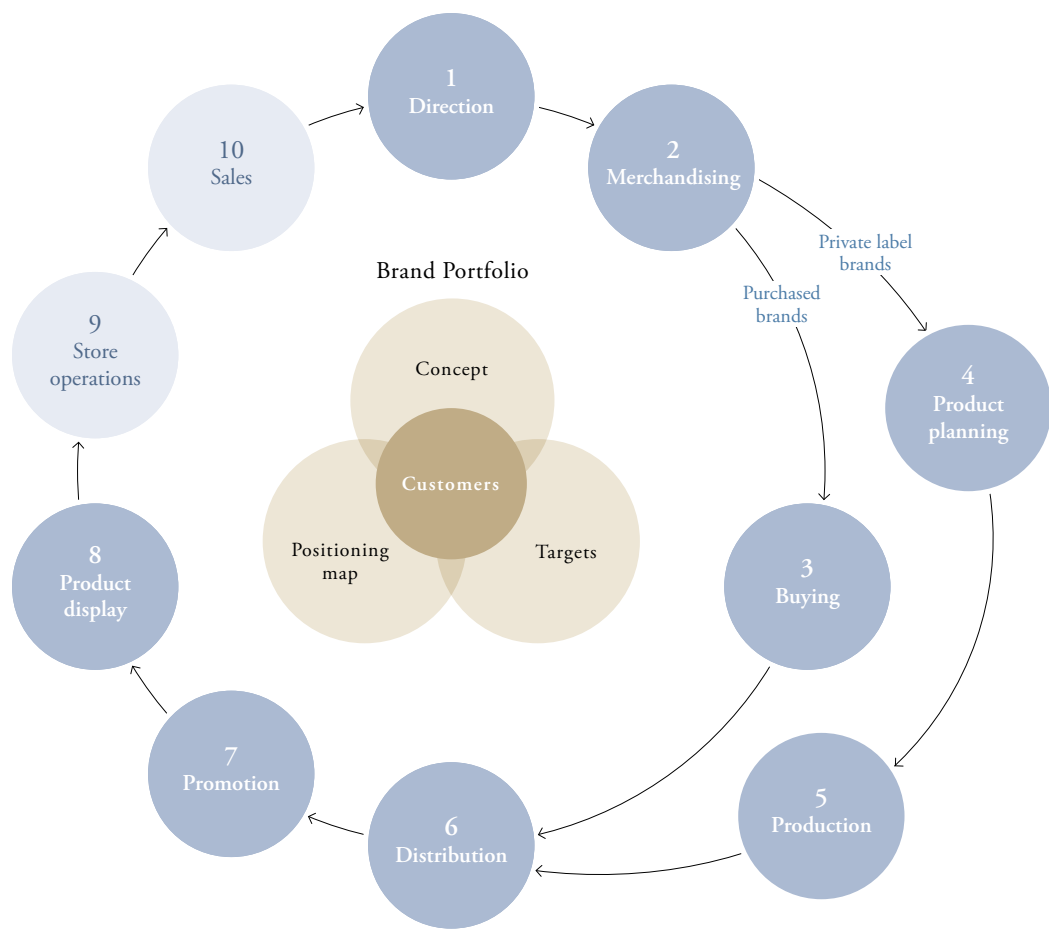 1
Direction
2
Merchandising
Private label
brands
Purchased
brands
3
Buying
4
Product
planning
5
Production
6
Distribution
7
Promotion
8
Product
display
9
Store
operations
10
Sales
Brand Portfolio
Concept
Customers
Positioning
map
Targets